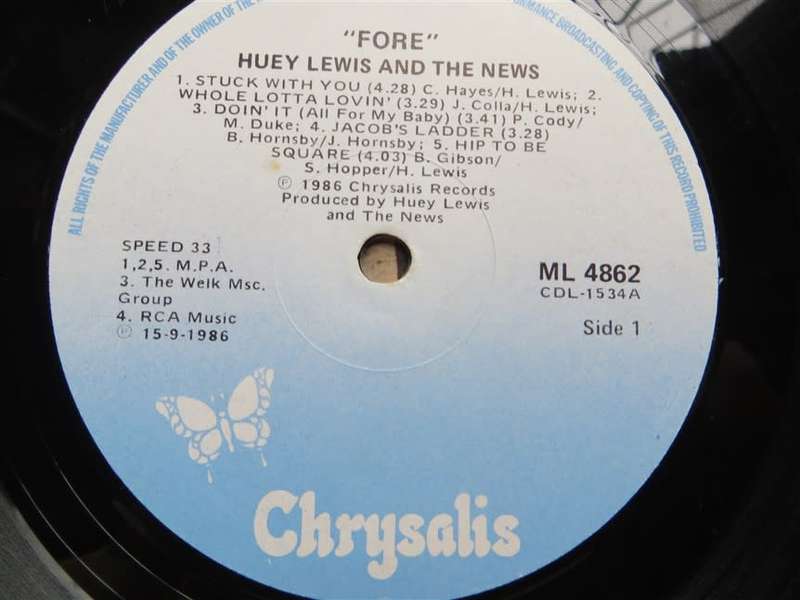 ALL RIGHTS OF THE MANUFACTURER AND OF THE OWNER OF THE
PERFORMANCE BROADCASTING AND COPYING OF THIS RECORD PROHIBITED
"FORE"
HUEY LEWIS AND THE NEWS
1. STUCK WITH YOU (4.28) C. Hayes/H. Lewis; 2.
WHOLE LOTTA LOVIN' (3.29) J. Colla/H. Lewis;
3. DOIN' IT (All For My Baby) (3.41) P. Cody/
M. Duke; 4. JACOB'S LADDER (3.28)
B. Hornsby/J. Hornsby; 5. HIP TO BE
SQUARE (4.03) B. Gibson/
S. Hopper/H. Lewis
℗ 1986 Chrysalis Records
Produced by Huey Lewis
and The News
SPEED 33
1,2,5. M.P.A.
3. The Welk Msc.
Group
4. RCA Music
℗ 15-9-1986
ML 4862
CDL-1534A
Side 1
Chrysalis